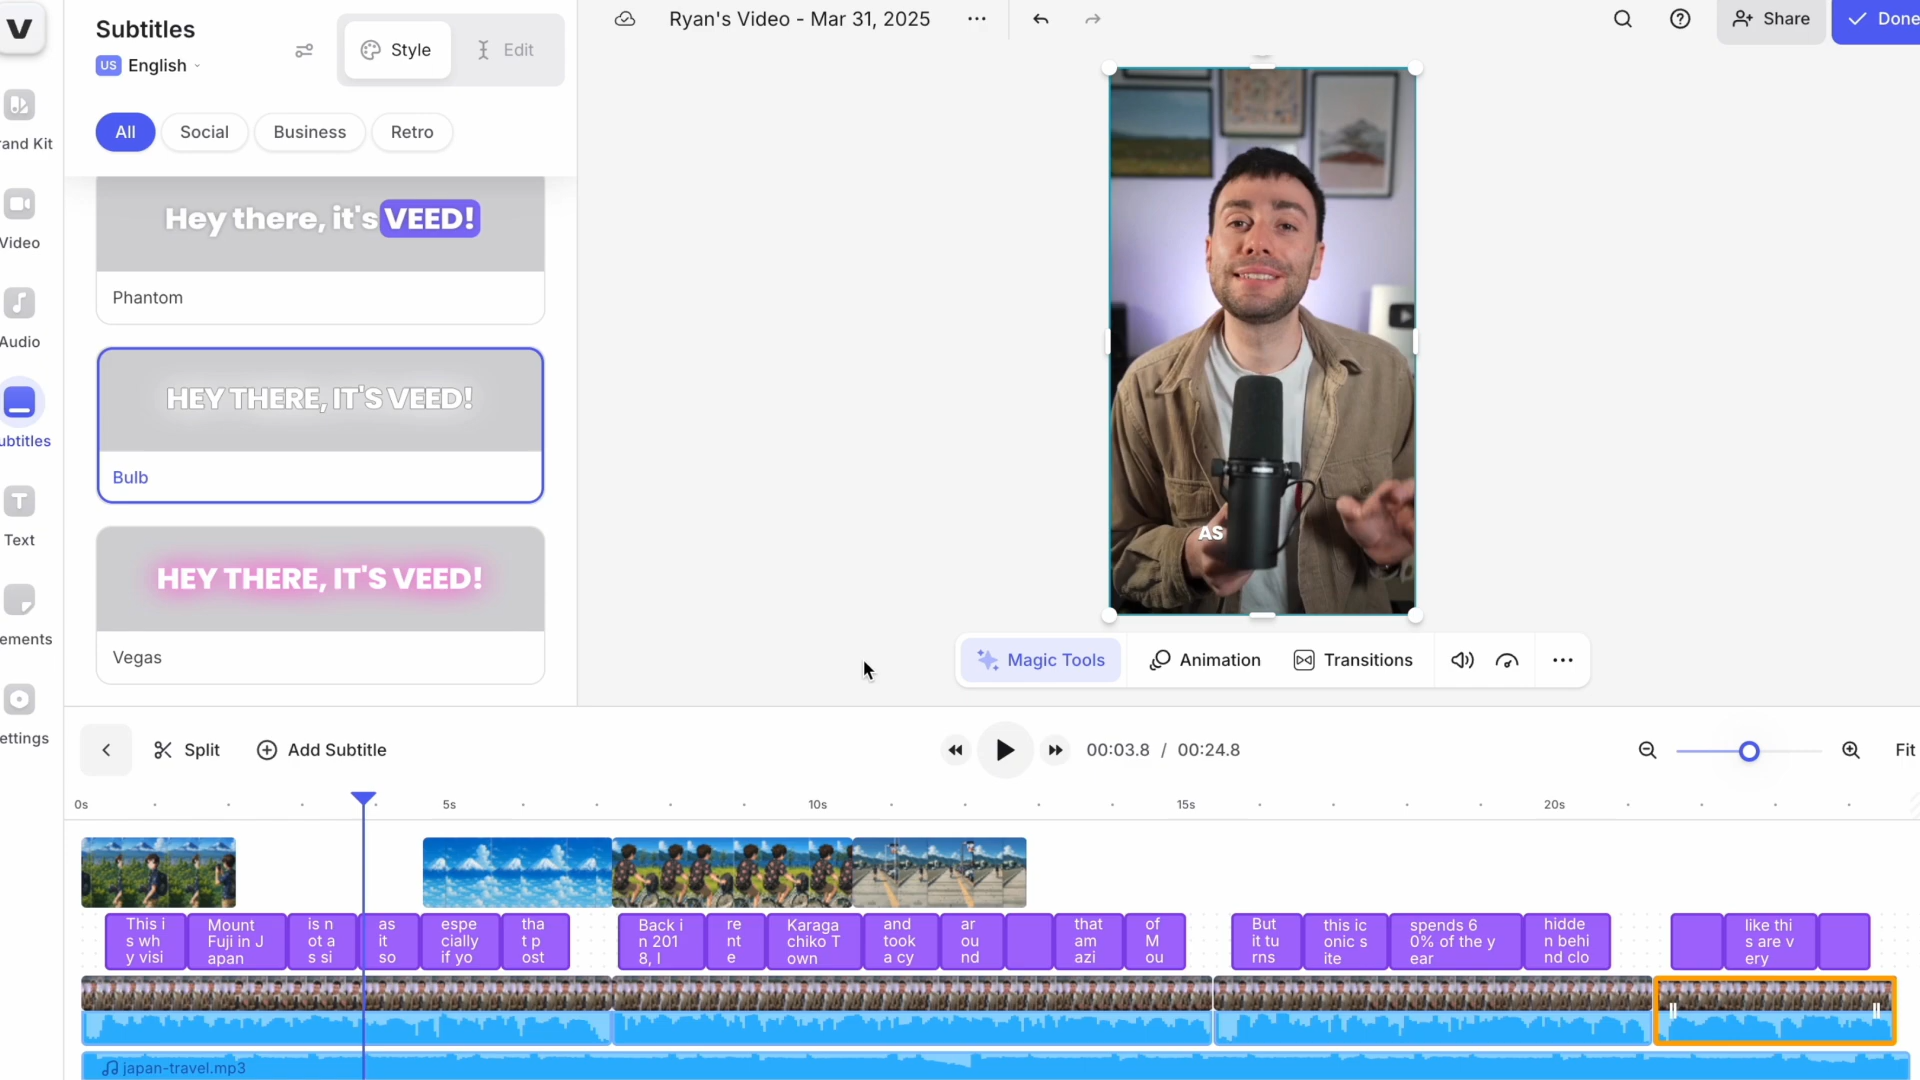 V
Subtitles
US English
Style
Edit
Ryan's Video - Mar 31, 2025
Share
Done
All
Social
Business
Retro
rand Kit
Video
Audio
ubtitles
Text
ements
ettings
Hey there, it's VEED!
Phantom
HEY THERE, IT'S VEED!
Bulb
HEY THERE, IT'S VEED!
Vegas
AS
Magic Tools
Animation
Transitions
Split
Add Subtitle
00:03.8 / 00:24.8
Fit
0s
5s
10s
15s
20s
This i
s wh
y visi
Mount
Fuji in J
apan
is n
ot a
s si
as
it
so
espe
cially
if yo
tha
t p
ost
Back i
n 201
8, I
re
nt
e
Karaga
chiko T
own
and
took
a cy
ar
ou
nd
that
am
azi
of
M
ou
But
it tu
rns
this ic
onic s
ite
spends 6
0% of the y
ear
hidde
n behi
nd clo
like thi
s are v
ery
japan-travel.mp3